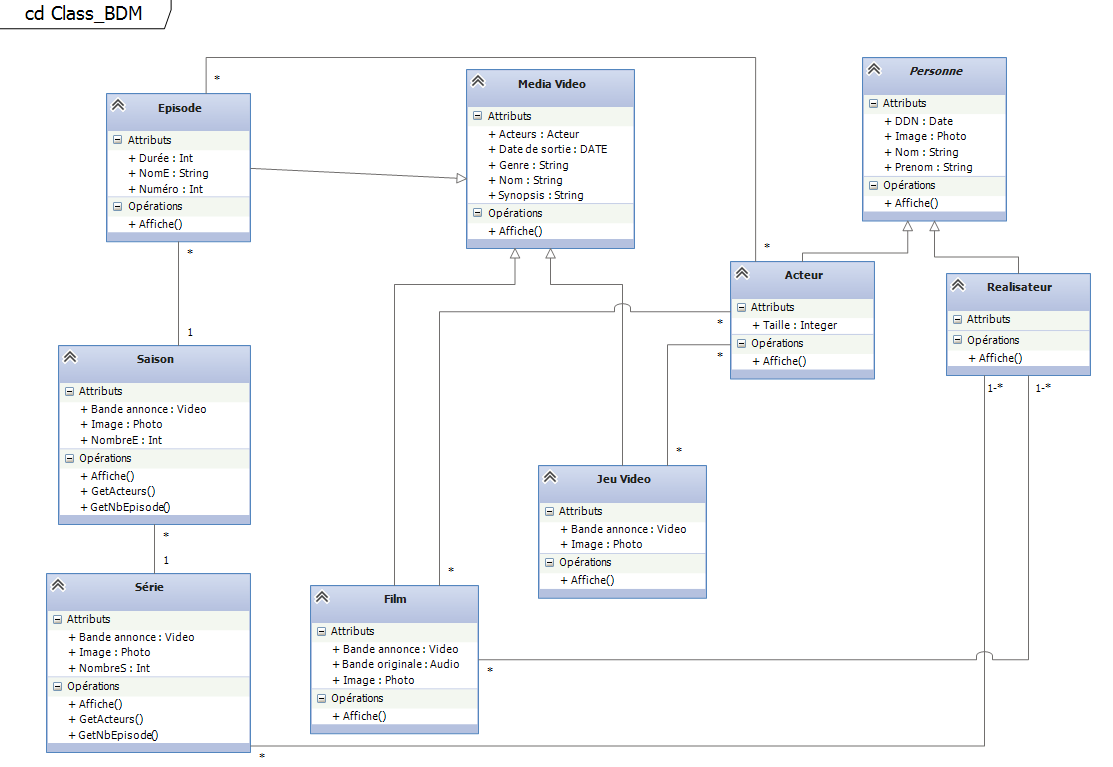 cd Class_BDM
*
Episode
Attributs
+ Durée : Int
+ NomE : String
+ Numéro : Int
Opérations
+ Affiche()
*
1
Media Video
Attributs
+ Acteurs : Acteur
+ Date de sortie : DATE
+ Genre : String
+ Nom : String
+ Synopsis : String
Opérations
+ Affiche()
Personne
Attributs
+ DDN : Date
+ Image : Photo
+ Nom : String
+ Prenom : String
Opérations
+ Affiche()
*
Acteur
Attributs
+ Taille : Integer
Opérations
+ Affiche()
*
*
Realisateur
Attributs
Opérations
+ Affiche()
1-*
1-*
Saison
Attributs
+ Bande annonce : Video
+ Image : Photo
+ NombreE : Int
Opérations
+ Affiche()
+ GetActeurs()
+ GetNbEpisode()
*
1
*
Jeu Video
Attributs
+ Bande annonce : Video
+ Image : Photo
Opérations
+ Affiche()
Série
Attributs
+ Bande annonce : Video
+ Image : Photo
+ NombreS : Int
Opérations
+ Affiche()
+ GetActeurs()
+ GetNbEpisode()
*
*
Film
Attributs
+ Bande annonce : Video
+ Bande originale : Audio
+ Image : Photo
Opérations
+ Affiche()
*